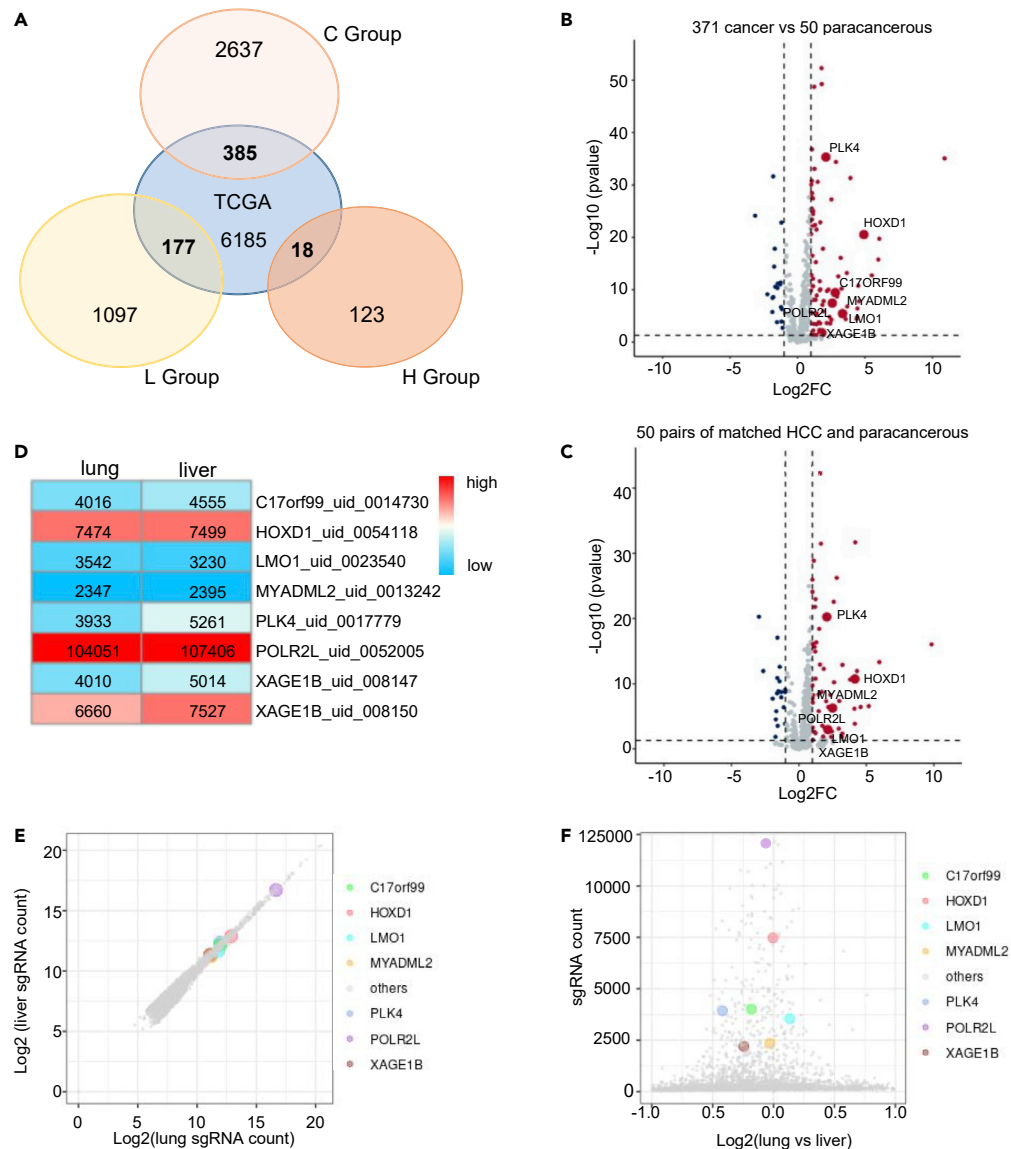 A
C Group
2637
385
TCGA
177
6185
18
1097
123
L Group
H Group
B
371 cancer vs 50 paracancerous
-Log10 (pvalue)
50
40
30
20
10
0
PLK4
HOXD1
C17ORF99
MYADML2
POLR2L
LMO1
XAGE1B
-10
-5
0
5
10
Log2FC
D
lung
liver
4016
4555
C17orf99_uid_0014730
7474
7499
HOXD1_uid_0054118
3542
3230
LMO1_uid_0023540
2347
2395
MYADML2_uid_0013242
3933
5261
PLK4_uid_0017779
104051
107406
POLR2L_uid_0052005
4010
5014
XAGE1B_uid_008147
6660
7527
XAGE1B_uid_008150
high
low
C
50 pairs of matched HCC and paracancerous
-Log10 (pvalue)
40
30
20
10
0
PLK4
HOXD1
MYADML2
POLR2L
LMO1
XAGE1B
-10
-5
0
5
10
Log2FC
E
Log2 (liver sgRNA count)
20
15
10
5
0
0
5
10
15
20
Log2(lung sgRNA count)
C17orf99
HOXD1
LMO1
MYADML2
others
PLK4
POLR2L
XAGE1B
F
sgRNA count
125000
10000
7500
5000
2500
0
-1.0
0.5
0.0
0.5
1.0
Log2(lung vs liver)
C17orf99
HOXD1
LMO1
MYADML2
others
PLK4
POLR2L
XAGE1B